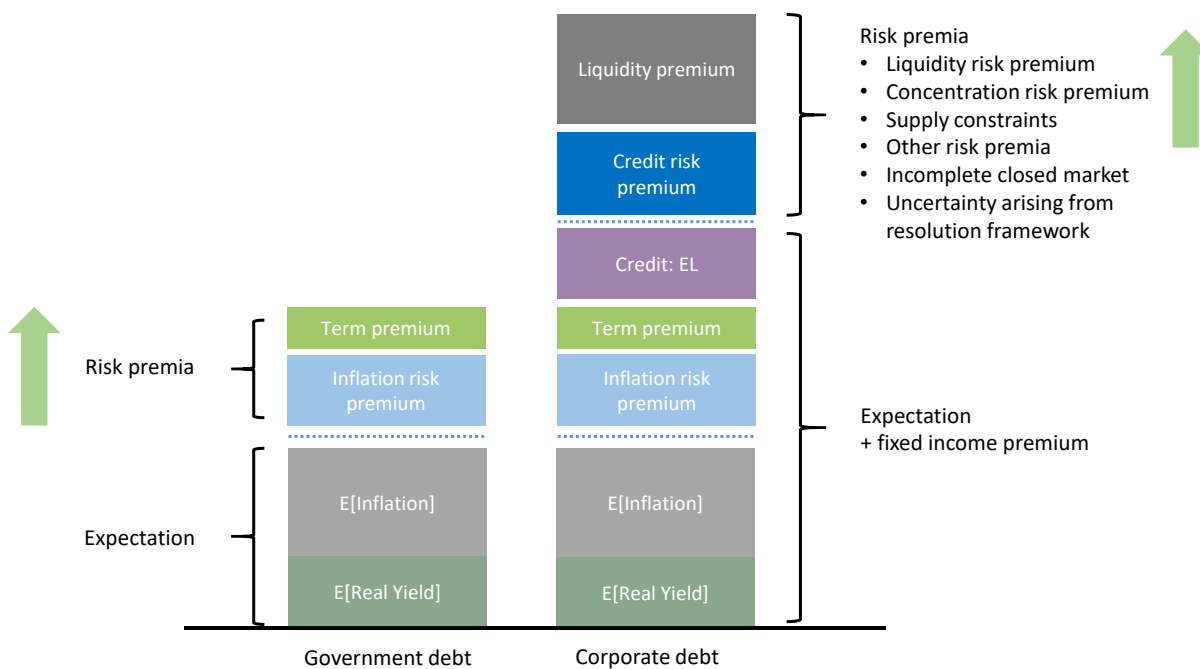 Liquidity premium
Credit risk
premium
Credit: EL
Term premium
Inflation risk
premium
E[Inflation]
E[Real Yield]
Corporate debt
Term premium
Inflation risk
premium
E[Inflation]
E[Real Yield]
Government debt
Risk premia
Expectation
Risk premia
• Liquidity risk premium
• Concentration risk premium
• Supply constraints
• Other risk premia
• Incomplete closed market
• Uncertainty arising from
resolution framework
Expectation
+ fixed income premium